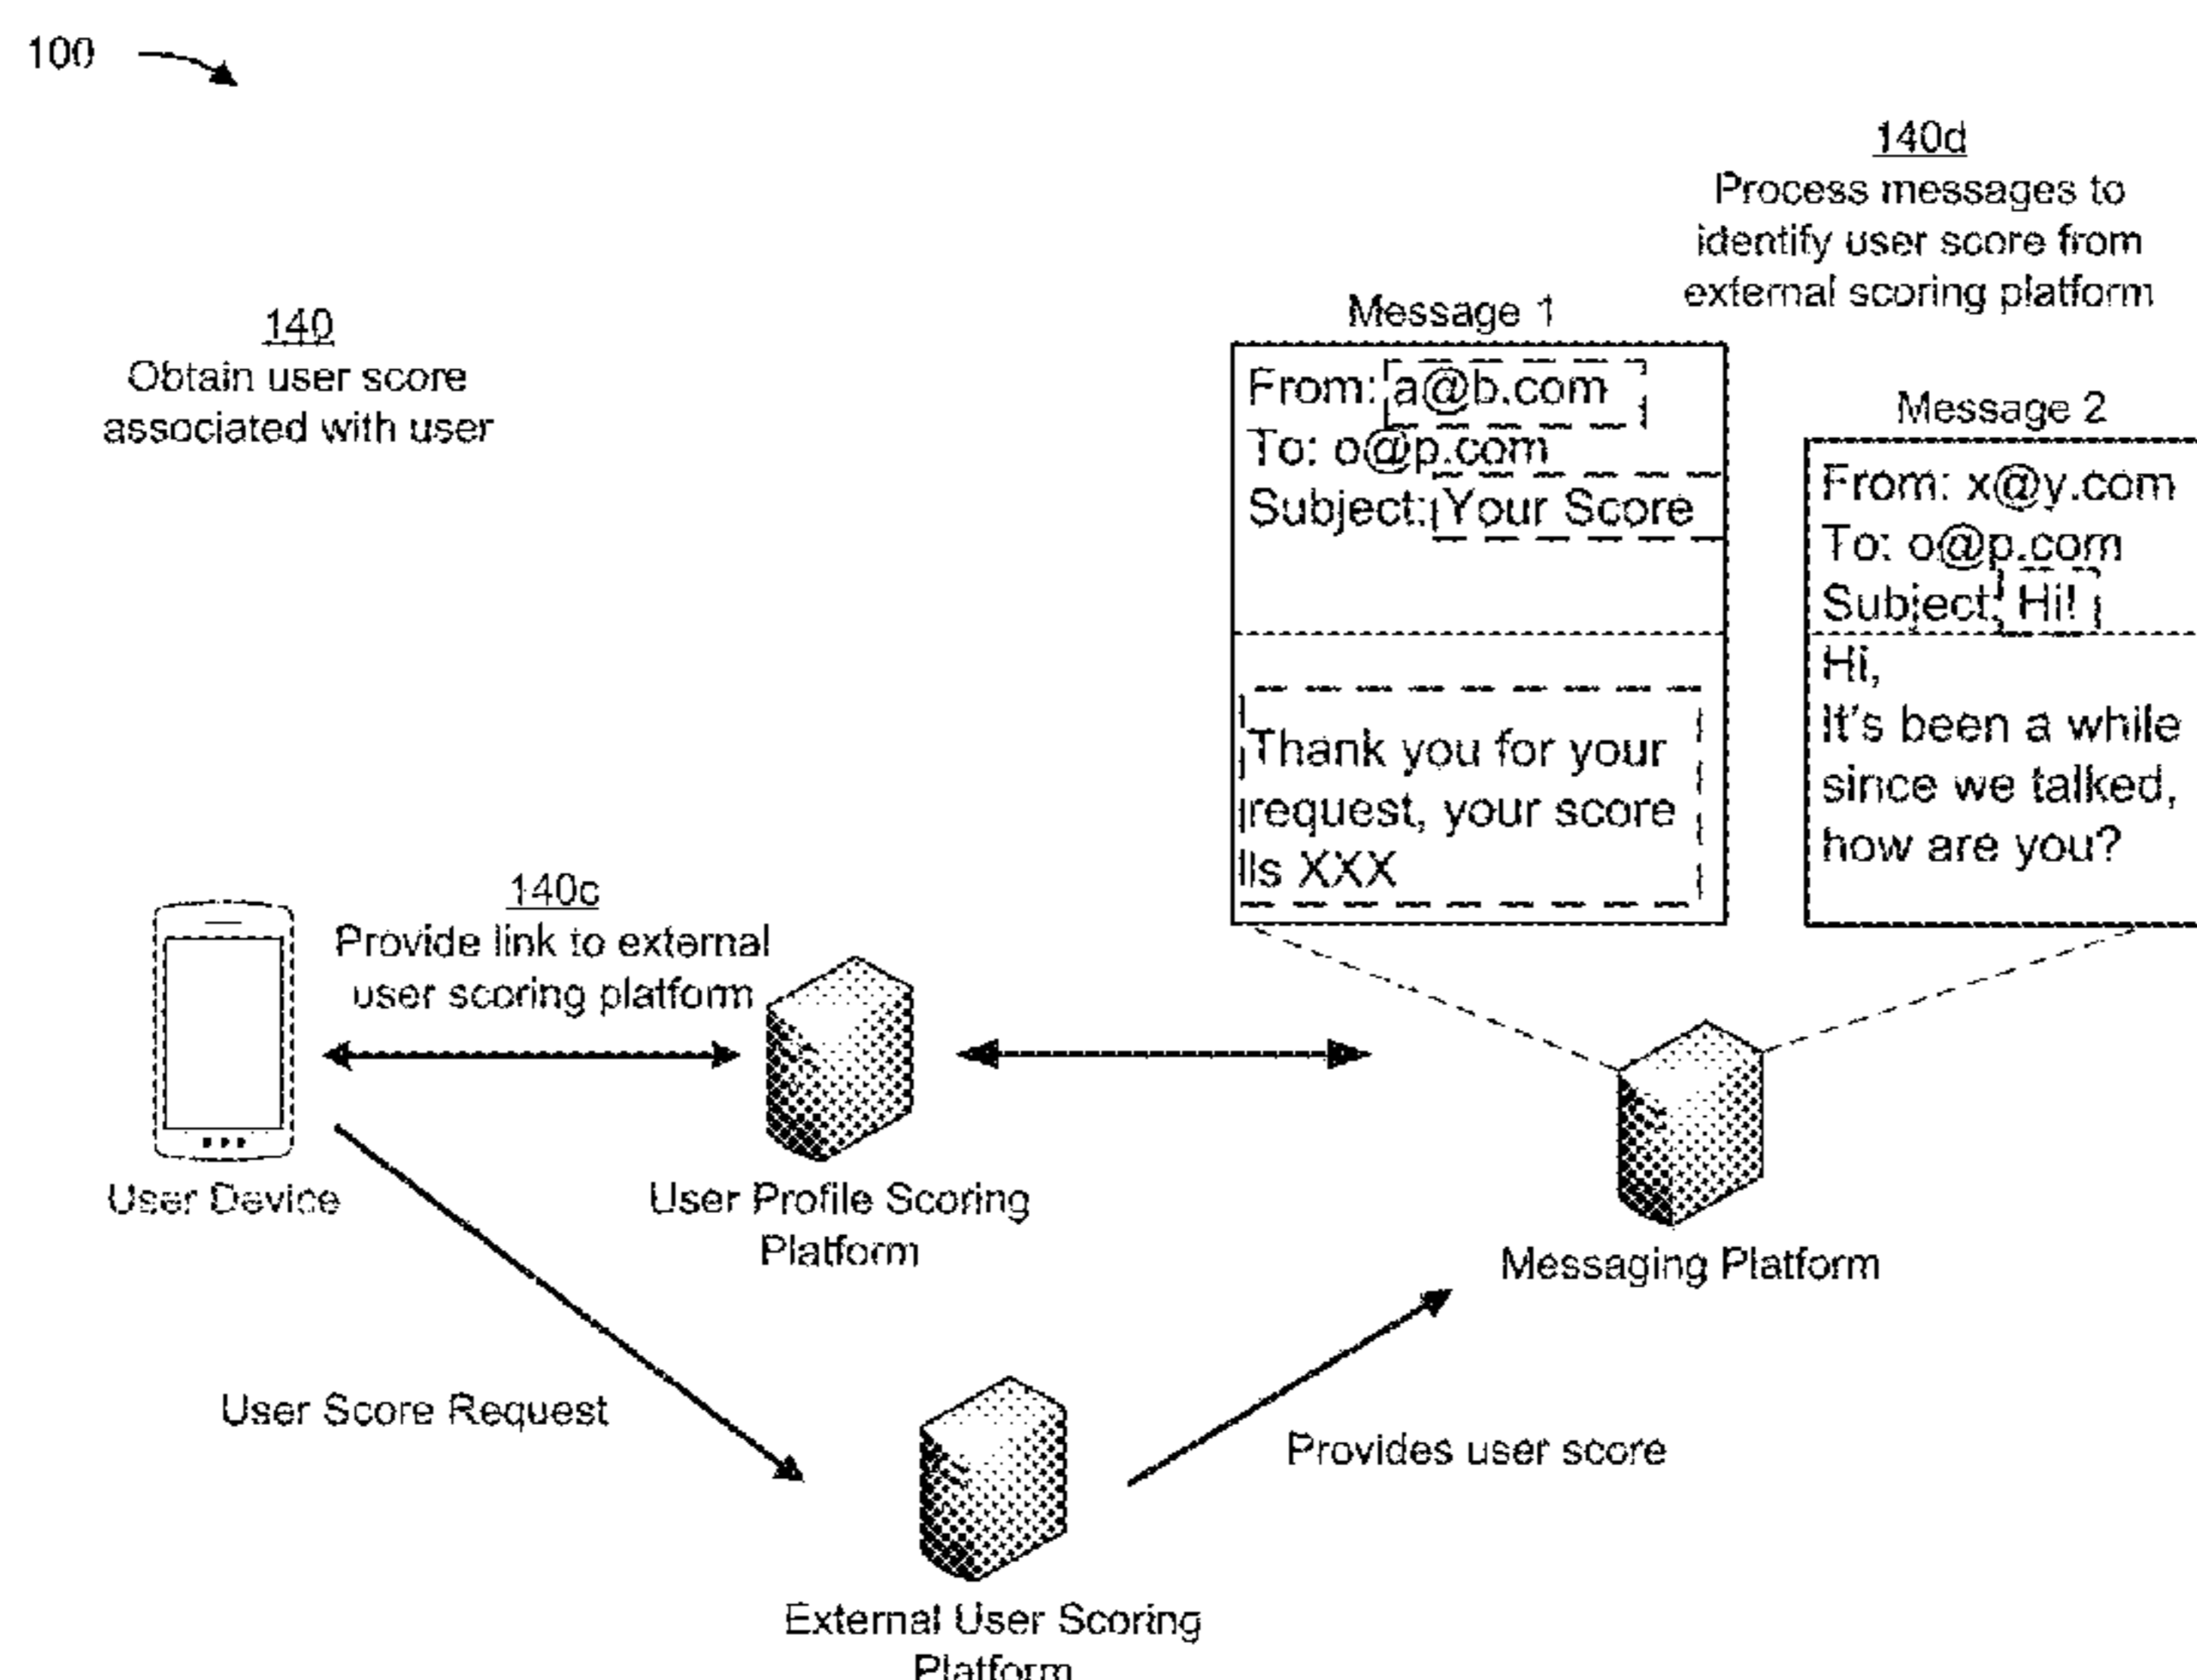 100
140
Obtain user score
associated with user
140d
Process messages to
identify user score from
external scoring platform
Message 1
From: a@b.com
To: o@p.com
Subject: Your Score
Thank you for your
request, your score
is XXX
Message 2
From: x@y.com
To: o@p.com
Subject: Hi!
Hi,
It's been a while
since we talked,
how are you?
140c
Provide link to external
user scoring platform
User Device
User Profile Scoring
Platform
Messaging Platform
User Score Request
Provides user score
External User Scoring
Platform